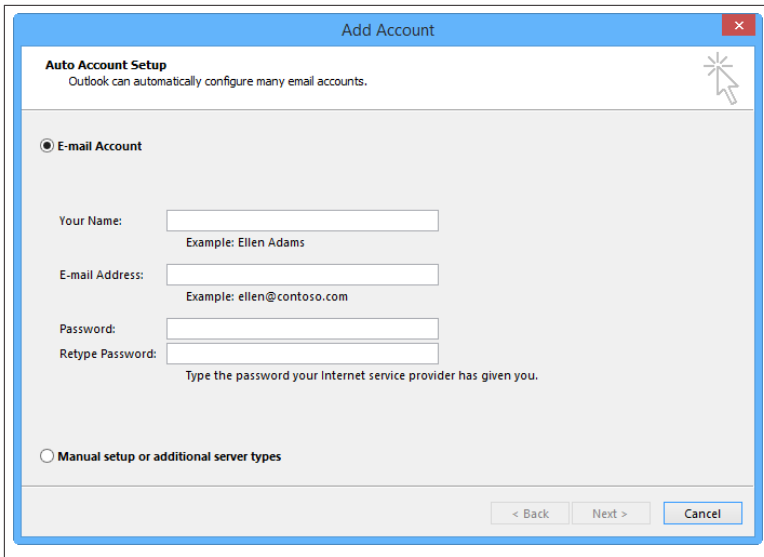 Add Account
Auto Account Setup
Outlook can automatically configure many email accounts.
E-mail Account
Your Name:
Example: Ellen Adams
E-mail Address:
Example: ellen@contoso.com
Password:
Retype Password:
Type the password your Internet service provider has given you.
Manual setup or additional server types
< Back Next > Cancel